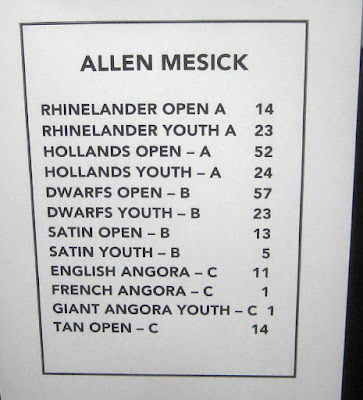 ALLEN MESICK
RHINELANDER OPEN A 14
RHINELANDER YOUTH A 23
HOLLANDS OPEN – A 52
HOLLANDS YOUTH – A 24
DWARFS OPEN – B 57
DWARFS YOUTH – B 23
SATIN OPEN – B 13
SATIN YOUTH – B 5
ENGLISH ANGORA – C 11
FRENCH ANGORA – C 1
GIANT ANGORA YOUTH – C 1
TAN OPEN – C 14